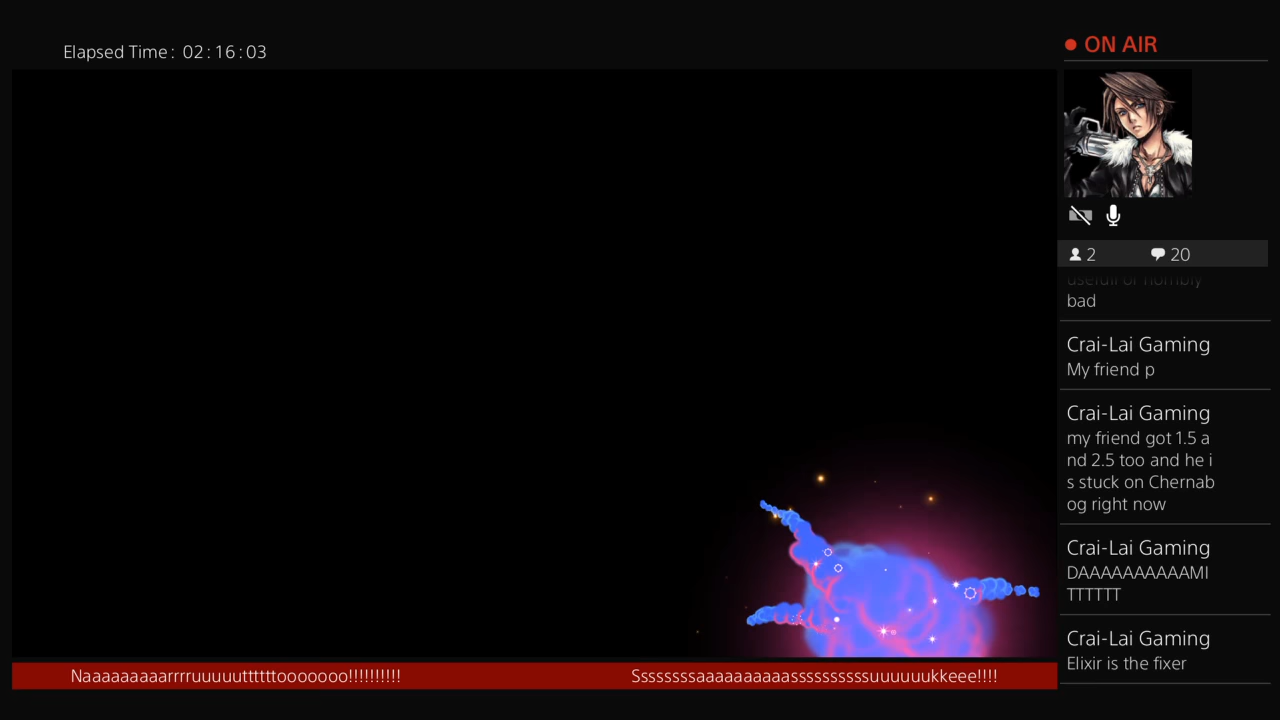 Elapsed Time: 02:16:03
ON AIR
2 20
bad
Crai-Lai Gaming
My friend p
Crai-Lai Gaming
my friend got 1.5 a
nd 2.5 too and he i
s stuck on Chernab
og right now
Crai-Lai Gaming
DAAAAAAAAAAMI
TTTTTT
Crai-Lai Gaming
Elixir is the fixer
Naaaaaaaaarrrruuuuuttttttooooooo!!!!!!!!!! Ssssssssaaaaaaaaaassssssssssuuuuuukkeee!!!!